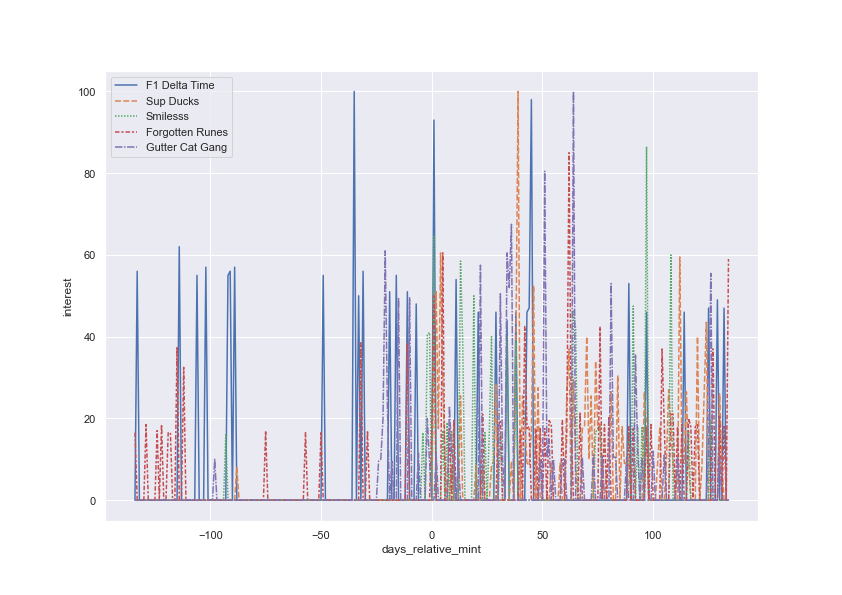 F1 Delta Time
Sup Ducks
Smilesss
Forgotten Runes
Gutter Cat Gang
100
80
60
40
20
0
interest
−100 −50 0 50 100
days_relative_mint